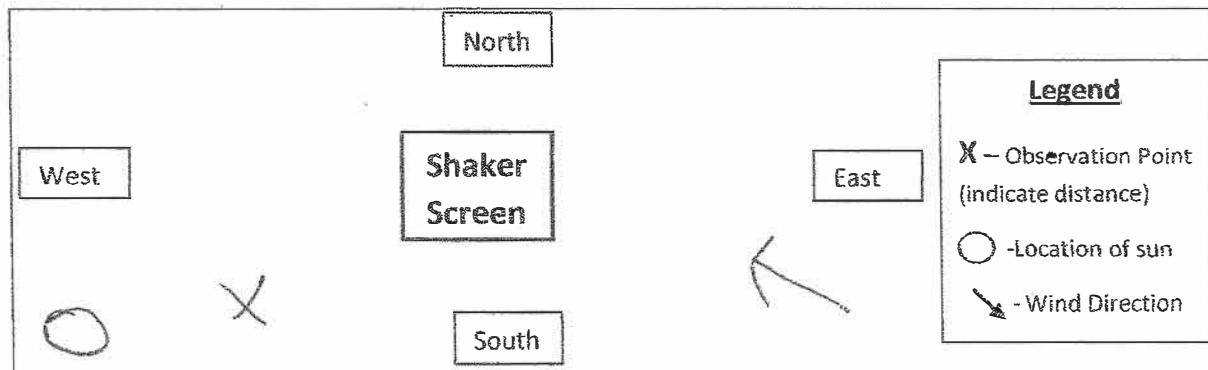 North
West
Shaker
Screen
East
South
Legend
X – Observation Point
(indicate distance)
-Location of sun
- Wind Direction
X